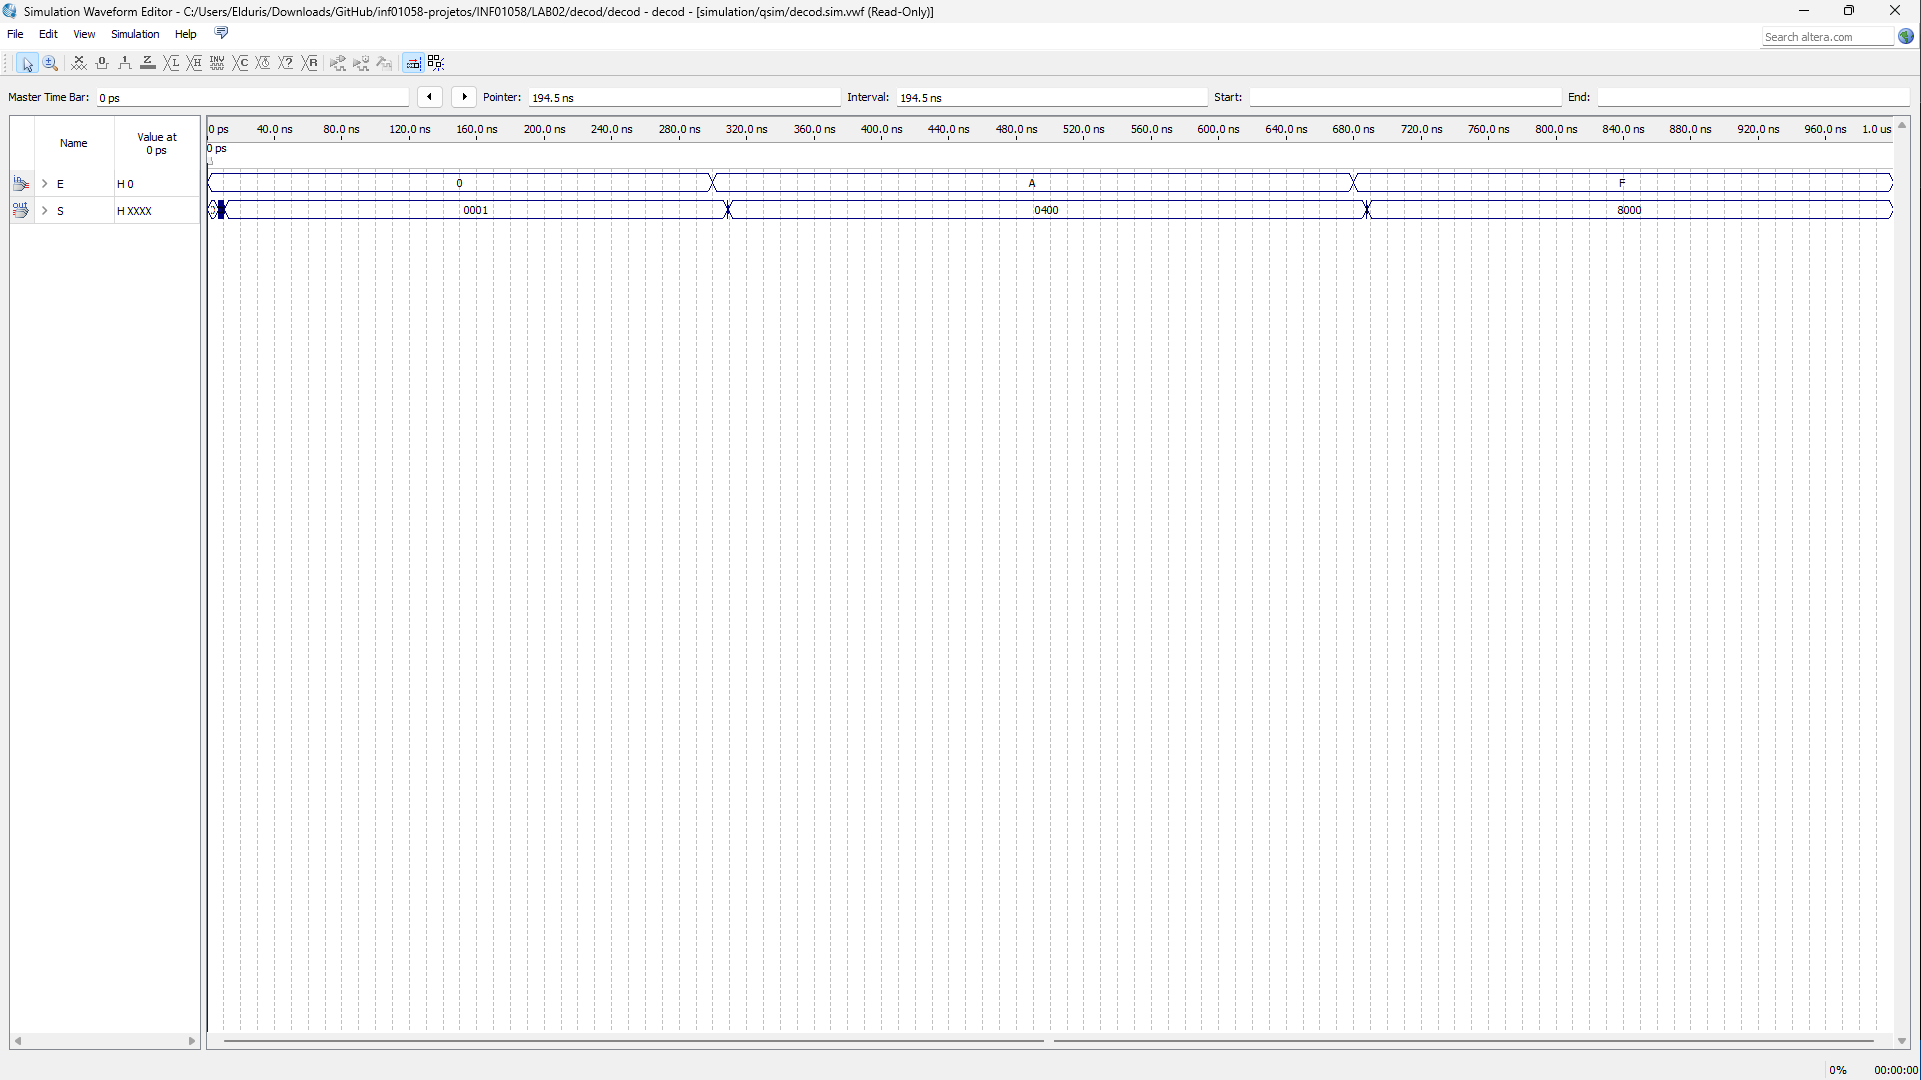 Simulation Waveform Editor - C:/Users/Elduris/Downloads/GitHub/inf01058-projetos/INF01058/LAB02/decod/decod - decod - [simulation/qsim/decod.sim.vwf (Read-Only)]
File Edit View Simulation Help
Search altera.com
Master Time Bar: 0 ps Pointer: 194.5 ns Interval: 194.5 ns Start: End:
Name Value at 0 ps
0 ps 40.0 ns 80.0 ns 120.0 ns 160.0 ns 200.0 ns 240.0 ns 280.0 ns 320.0 ns 360.0 ns 400.0 ns 440.0 ns 480.0 ns 520.0 ns 560.0 ns 600.0 ns 640.0 ns 680.0 ns 720.0 ns 760.0 ns 800.0 ns 840.0 ns 880.0 ns 920.0 ns 960.0 ns 1.0 us
0 ps
in E H 0 0 A F
out S H XXXX 0001 0400 8000
0% 00:00:00